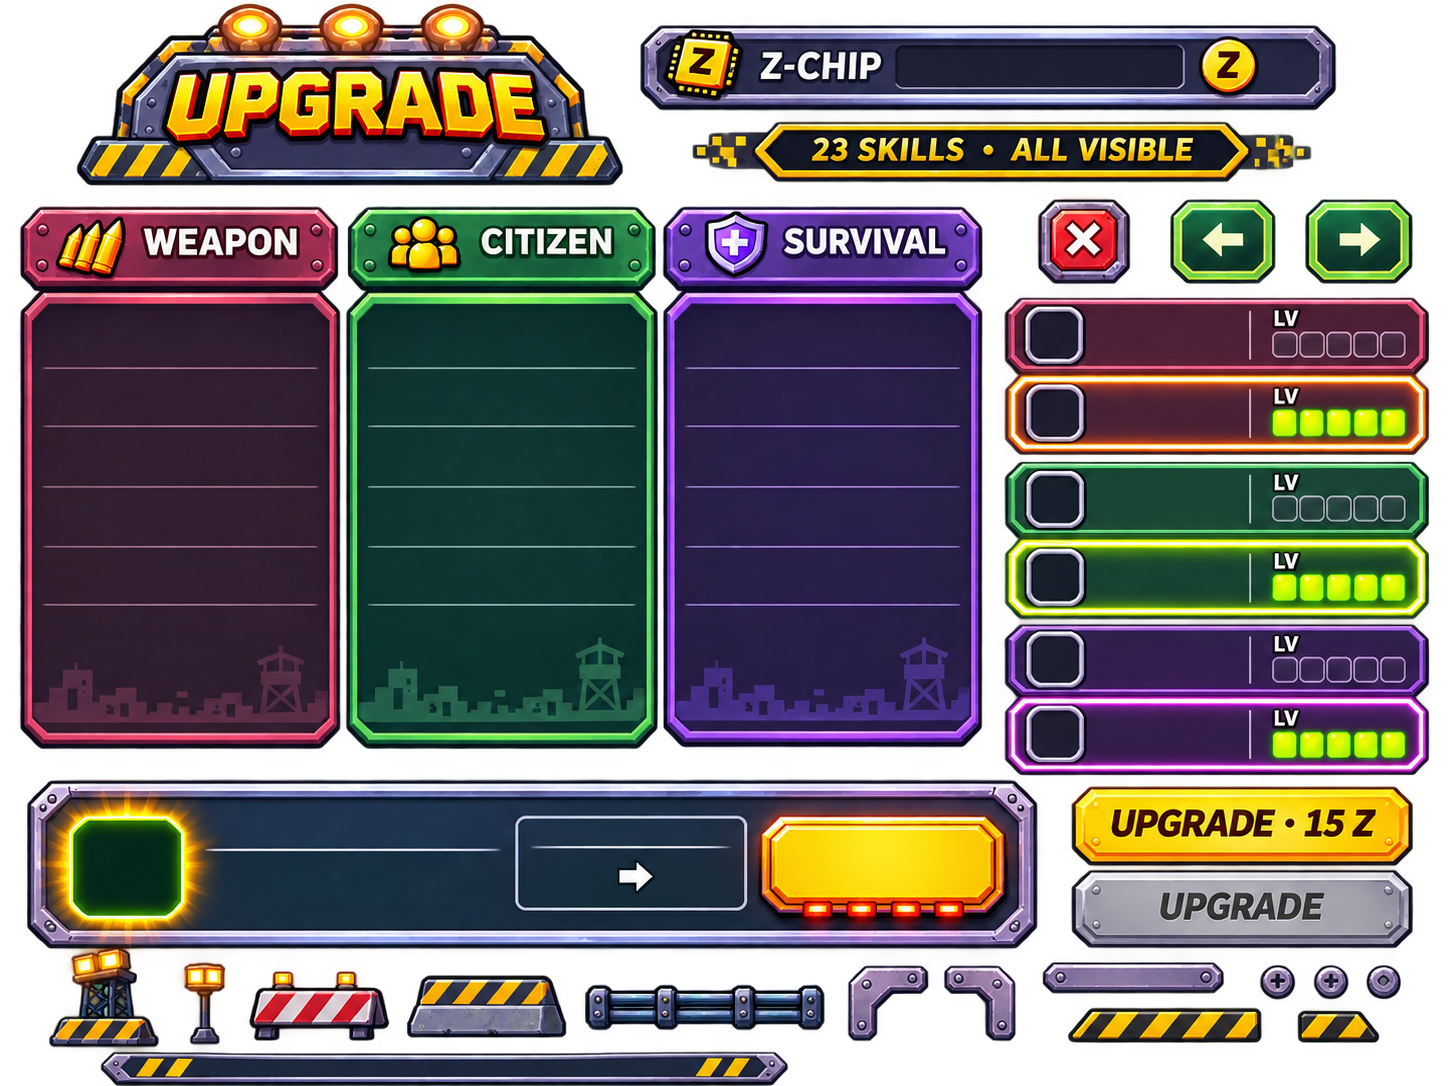 UPGRADE
Z Z-CHIP Z
23 SKILLS • ALL VISIBLE
WEAPON
CITIZEN
SURVIVAL
LV
LV
LV
LV
LV
LV
UPGRADE • 15 Z
UPGRADE